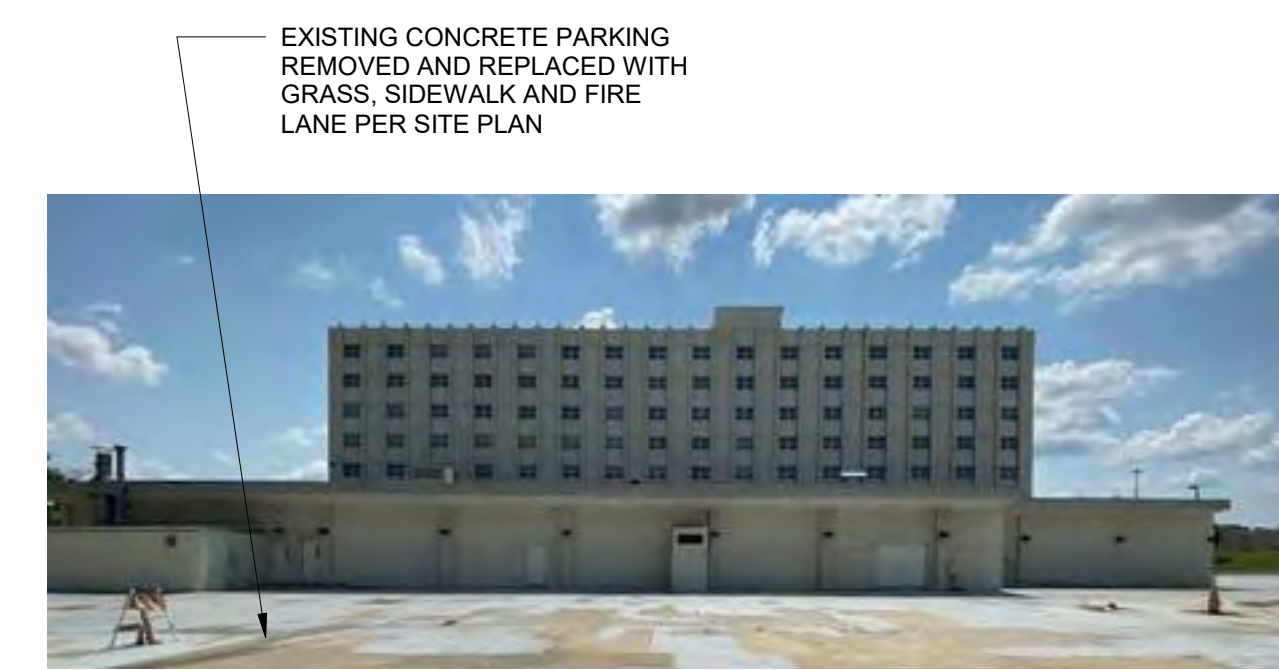 EXISTING CONCRETE PARKING
REMOVED AND REPLACED WITH
GRASS, SIDEWALK AND FIRE
LANE PER SITE PLAN